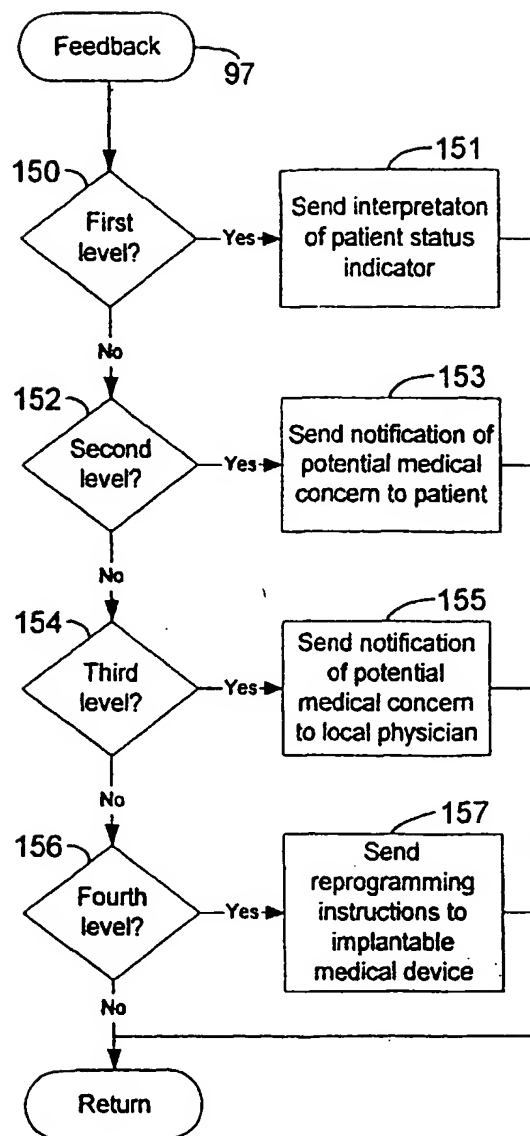 Feedback
97
150
First
level?
Yes
151
Send interpretaton
of patient status
indicator
No
152
Second
level?
Yes
153
Send notification of
potential medical
concern to patient
No
154
Third
level?
Yes
155
Send notification
of potential
medical concern
to local physician
No
156
Fourth
level?
Yes
157
Send
reprogramming
instructions to
implantable
medical device
No
Return